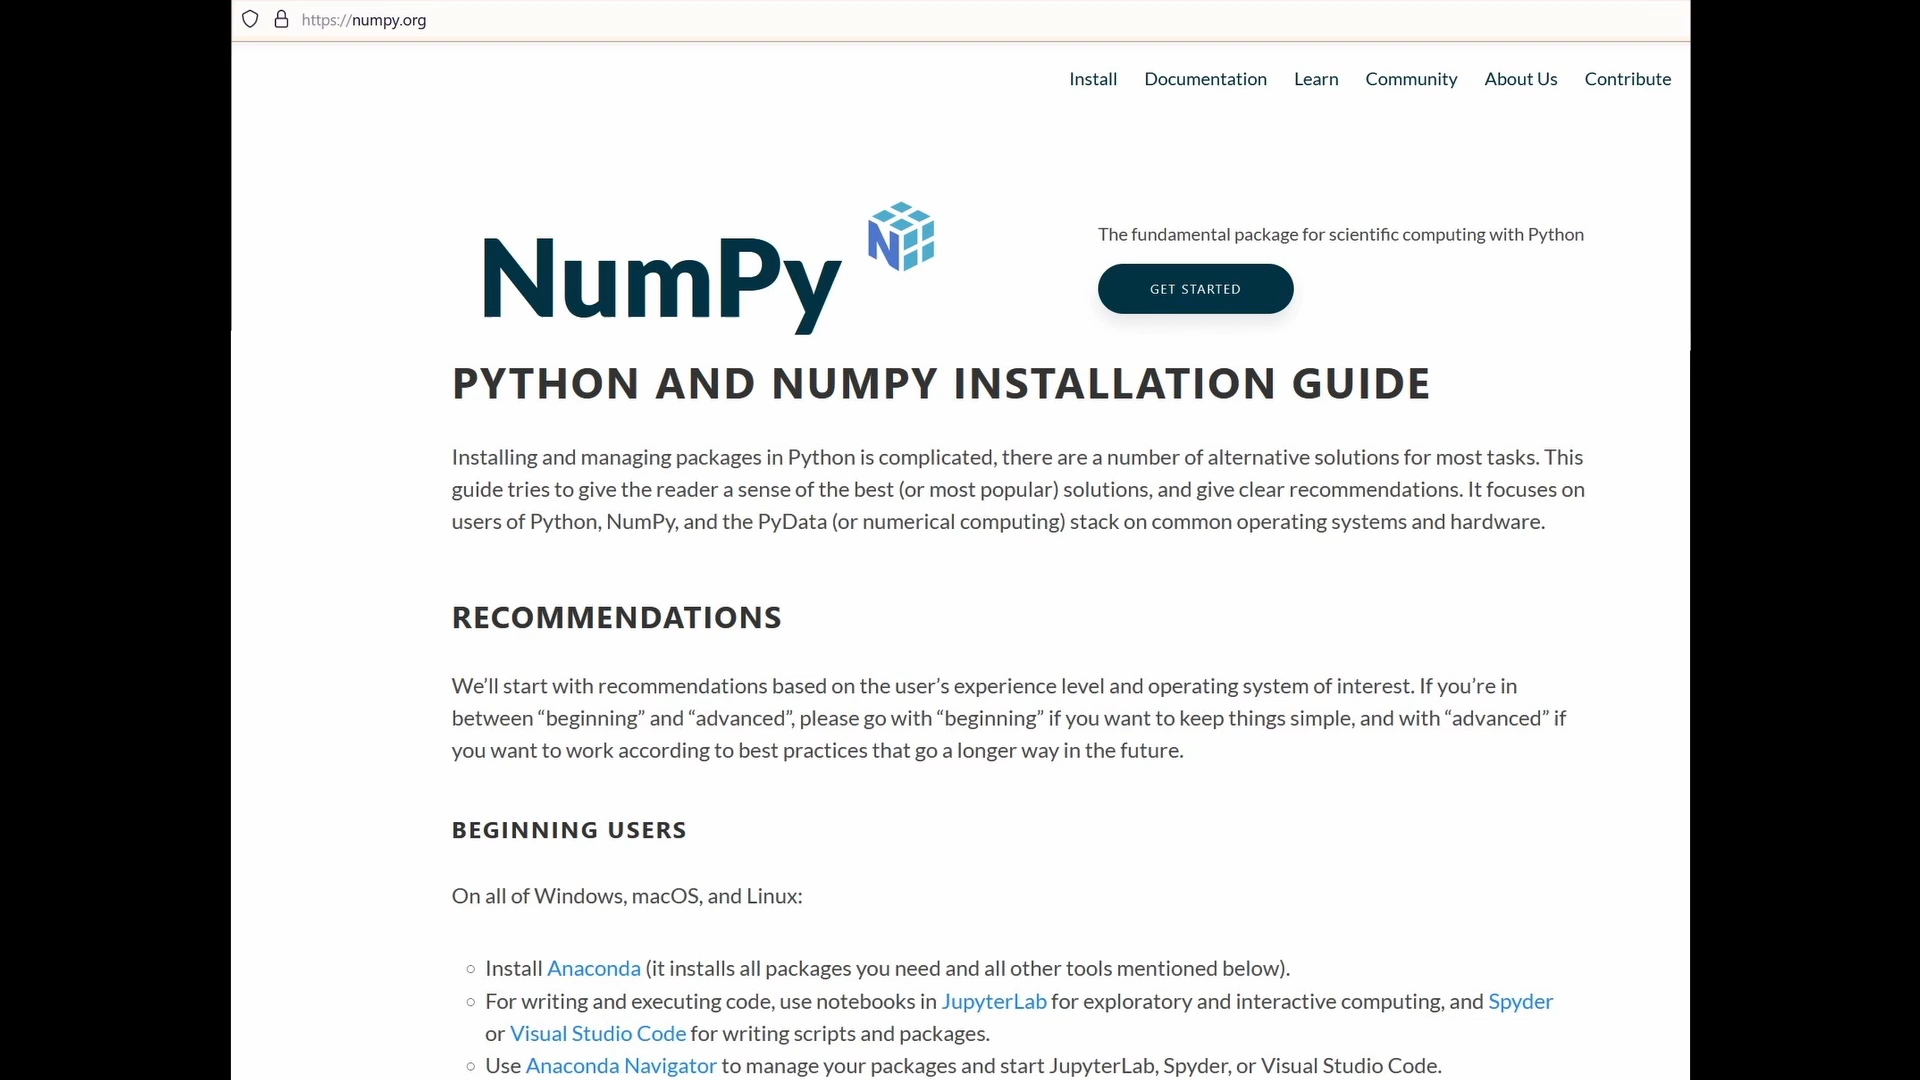 https://numpy.org
Install Documentation Learn Community About Us Contribute
NumPy
The fundamental package for scientific computing with Python
GET STARTED
PYTHON AND NUMPY INSTALLATION GUIDE
Installing and managing packages in Python is complicated, there are a number of alternative solutions for most tasks. This
guide tries to give the reader a sense of the best (or most popular) solutions, and give clear recommendations. It focuses on
users of Python, NumPy, and the PyData (or numerical computing) stack on common operating systems and hardware.
RECOMMENDATIONS
We’ll start with recommendations based on the user’s experience level and operating system of interest. If you’re in
between “beginning” and “advanced”, please go with “beginning” if you want to keep things simple, and with “advanced” if
you want to work according to best practices that go a longer way in the future.
BEGINNING USERS
On all of Windows, macOS, and Linux:
Install Anaconda (it installs all packages you need and all other tools mentioned below).
For writing and executing code, use notebooks in JupyterLab for exploratory and interactive computing, and Spyder
or Visual Studio Code for writing scripts and packages.
Use Anaconda Navigator to manage your packages and start JupyterLab, Spyder, or Visual Studio Code.